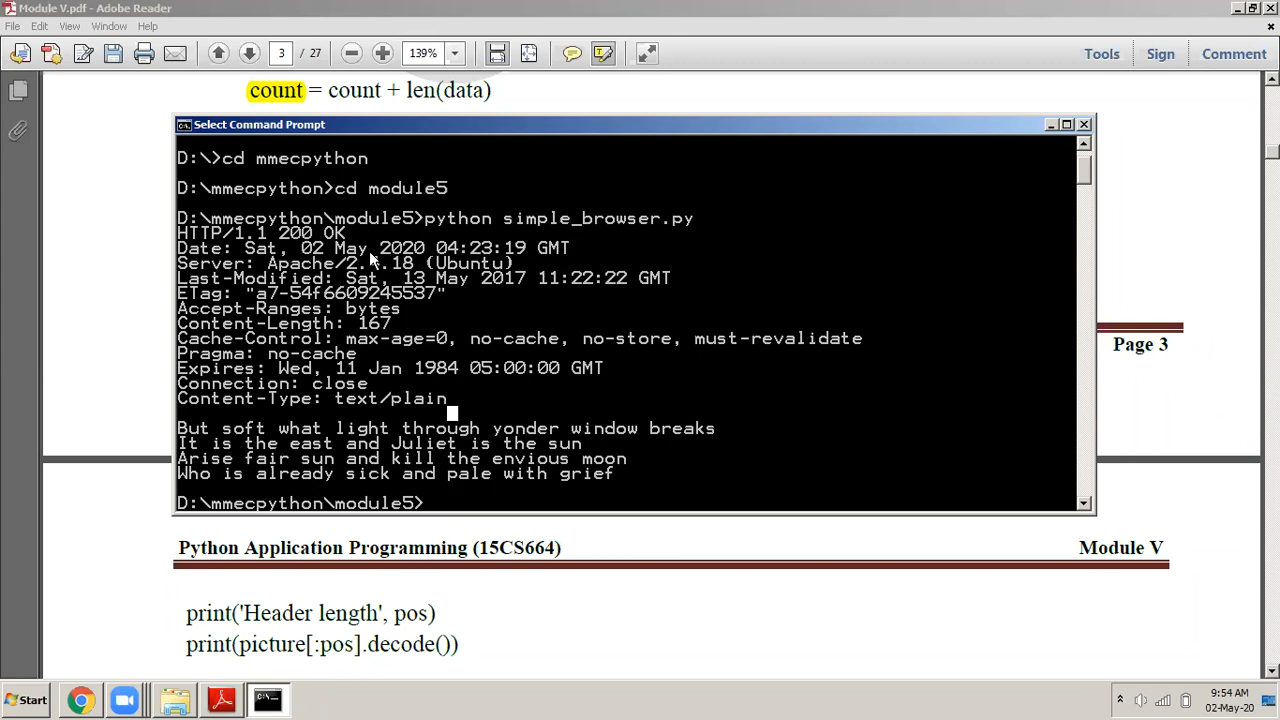 Module V.pdf - Adobe Reader
File Edit View Window Help
3 / 27 139% Tools Sign Comment
count = count + len(data)
Select Command Prompt
D:\>cd mmecpython
D:\mmecpython>cd module5
D:\mmecpython\module5>python simple_browser.py
HTTP/1.1 200 OK
Date: Sat, 02 May 2020 04:23:19 GMT
Server: Apache/2.4.18 (Ubuntu)
Last-Modified: Sat, 13 May 2017 11:22:22 GMT
ETag: "a7-54f6609245537"
Accept-Ranges: bytes
Content-Length: 167
Cache-Control: max-age=0, no-cache, no-store, must-revalidate
Pragma: no-cache
Expires: Wed, 11 Jan 1984 05:00:00 GMT
Connection: close
Content-Type: text/plain
But soft what light through yonder window breaks
It is the east and Juliet is the sun
Arise fair sun and kill the envious moon
Who is already sick and pale with grief
D:\mmecpython\module5>
Page 3
Python Application Programming (15CS664) Module V
print('Header length', pos)
print(picture[:pos].decode())
Start
9:54 AM
02-May-20